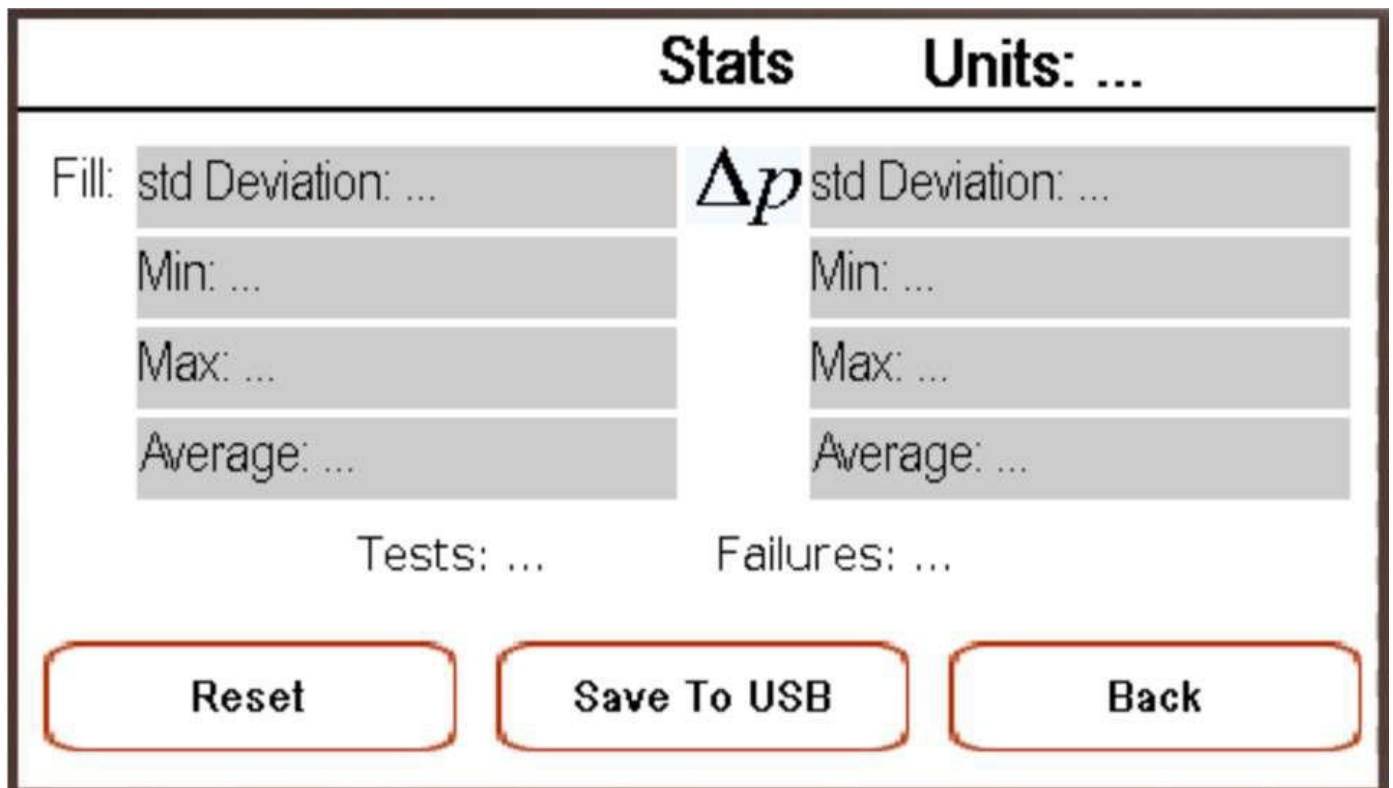 Stats Units: ...
Fill: std Deviation: ... Δp std Deviation: ...
Min: ... Min: ...
Max: ... Max: ...
Average: ... Average: ...
Tests: ... Failures: ...
Reset Save To USB Back